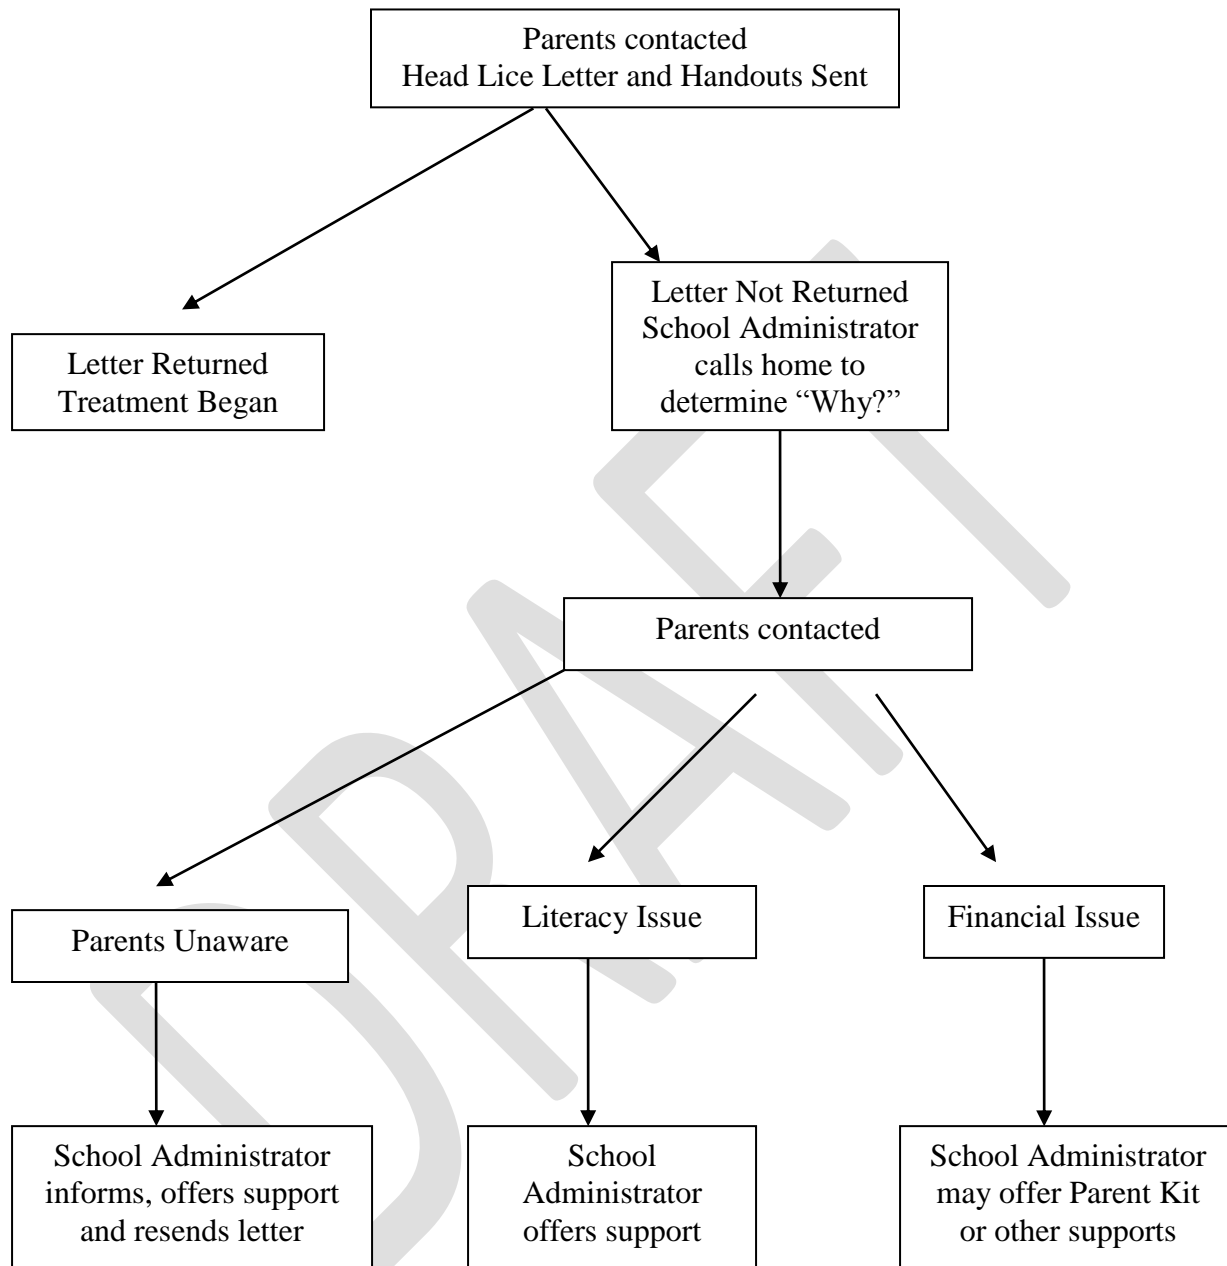 Parents contacted
Head Lice Letter and Handouts Sent
Letter Not Returned
School Administrator
calls home to
determine “Why?”
Letter Returned
Treatment Began
Parents contacted
Parents Unaware
Literacy Issue
Financial Issue
School Administrator
informs, offers support
and resends letter
School
Administrator
offers support
School Administrator
may offer Parent Kit
or other supports
DRAFT